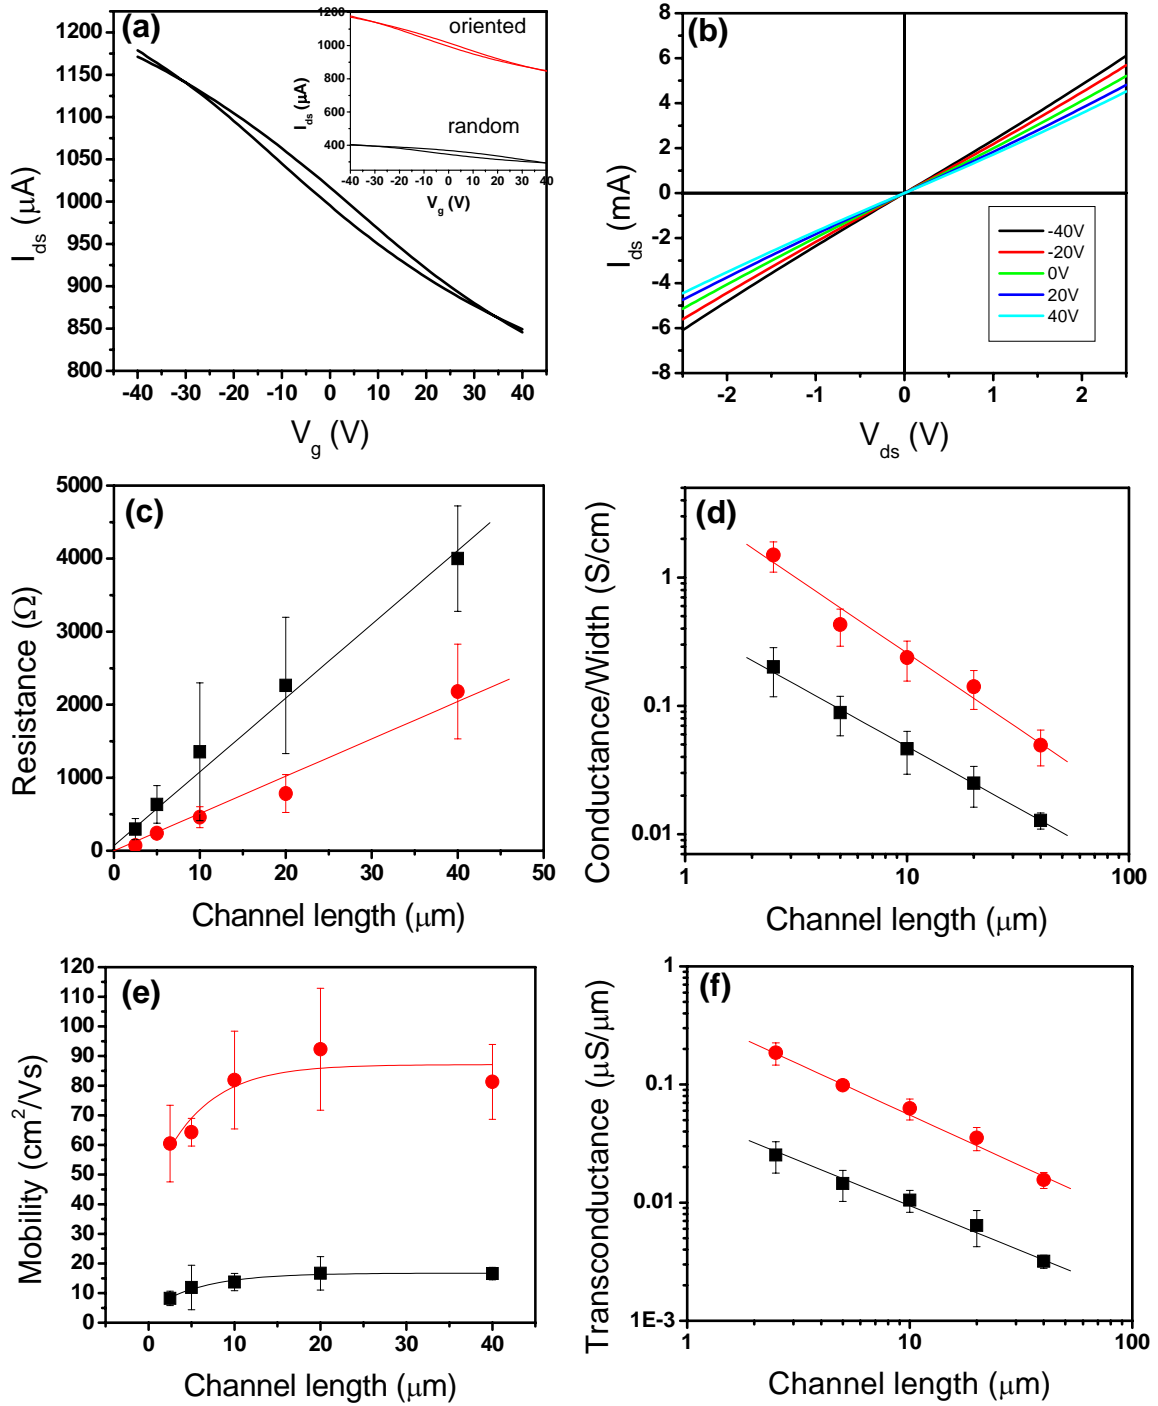 (a)
1225
1200
1150
1100
1050
1000
950
900
850
800
-40 -30 -20 -10 0 10 20 30 40
I_ds (μA)
V_g (V)
oriented
random
1200
1000
800
600
400
-40 -30 -20 -10 0 10 20 30 40
I_ds (μA)
V_g (V)
(b)
8
6
4
2
0
-2
-4
-6
-8
-2 -1 0 1 2
I_ds (mA)
V_ds (V)
-40V
-20V
0V
20V
40V
(c)
5000
4000
3000
2000
1000
0
0 10 20 30 40 50
Resistance (Ω)
Channel length (μm)
(d)
1
0.1
0.01
1 10 100
Conductance/Width (S/cm)
Channel length (μm)
(e)
120
110
100
90
80
70
60
50
40
30
20
10
0
0 10 20 30 40
Mobility (cm²/Vs)
Channel length (μm)
(f)
1
0.1
0.01
1E-3
1 10 100
Transconductance (μS/μm)
Channel length (μm)